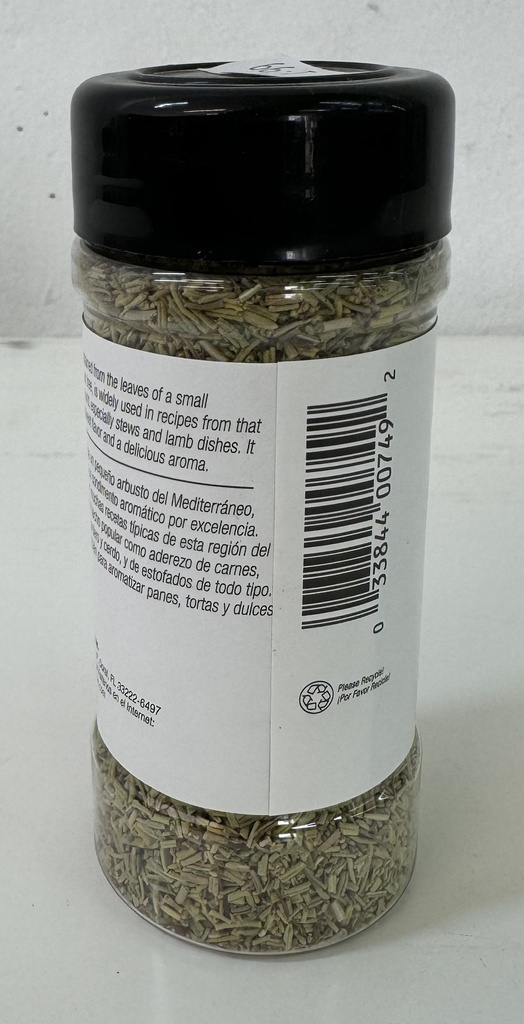 from the leaves of a small
is widely used in recipes from that
especially stews and lamb dishes. It
flavor and a delicious aroma.
pequeño arbusto del Mediterráneo,
aromático por excelencia.
recetas típicas de esta región del
popular como aderezo de carnes,
y cerdo, y de estofados de todo tipo.
para aromatizar panes, tortas y dulces
FL 33222-6497
en el Internet:
0 33844 00749 2
Please Recycle!
¡Por Favor Recicle!